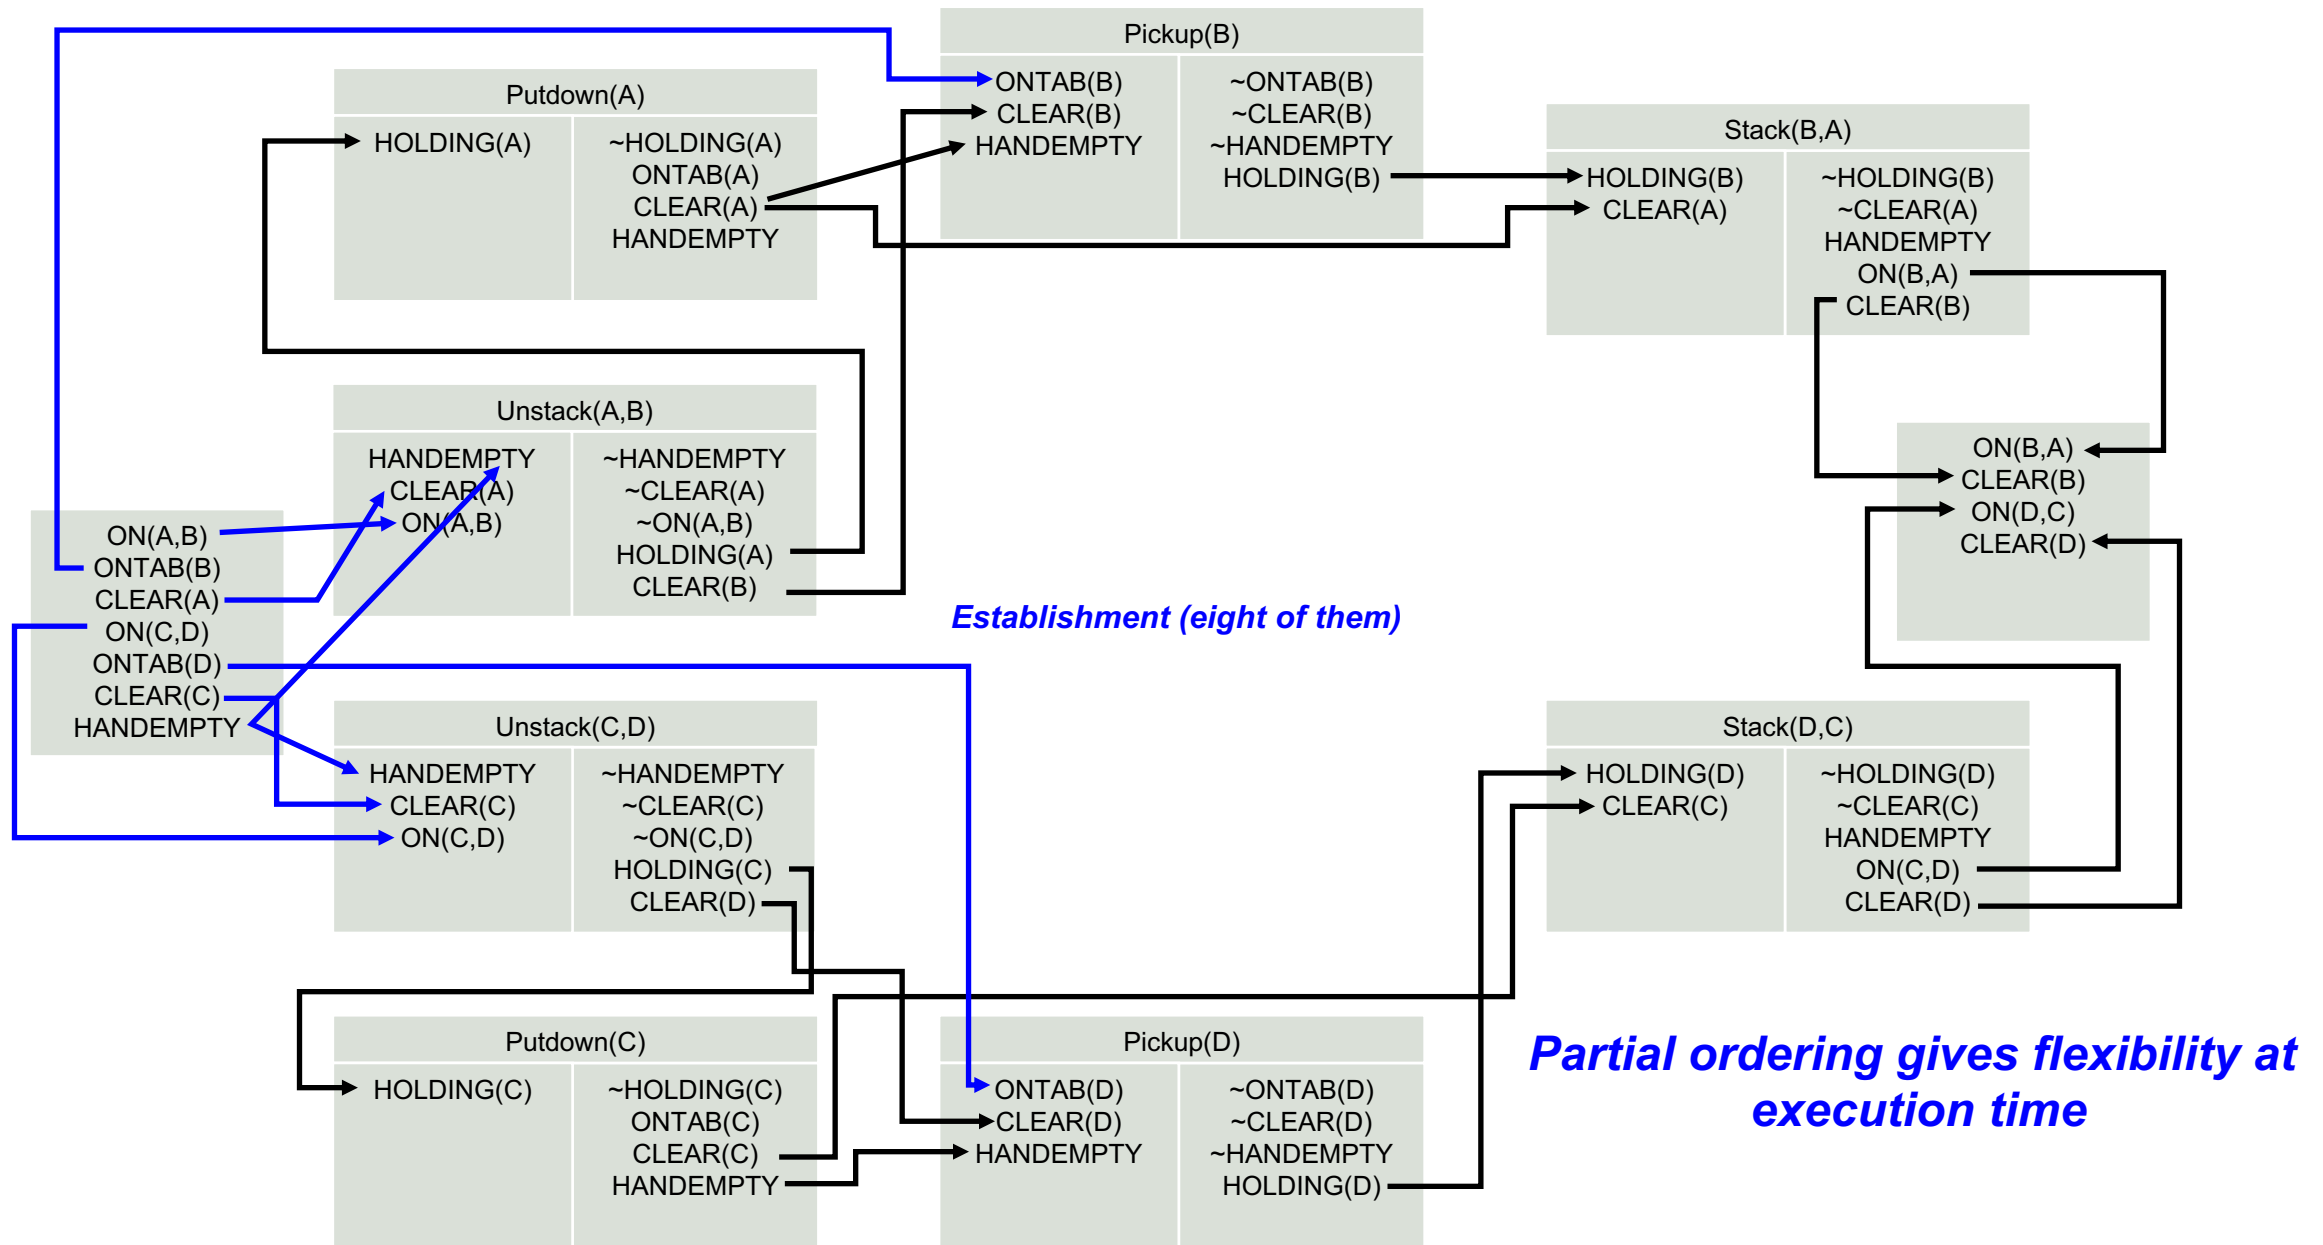 Pickup(B)
ONTAB(B)
CLEAR(B)
HANDEMPTY
~ONTAB(B)
~CLEAR(B)
~HANDEMPTY
HOLDING(B)
Putdown(A)
HOLDING(A)
~HOLDING(A)
ONTAB(A)
CLEAR(A)
HANDEMPTY
Stack(B,A)
HOLDING(B)
CLEAR(A)
~HOLDING(B)
~CLEAR(A)
HANDEMPTY
ON(B,A)
CLEAR(B)
Unstack(A,B)
HANDEMPTY
CLEAR(A)
ON(A,B)
~HANDEMPTY
~CLEAR(A)
~ON(A,B)
HOLDING(A)
CLEAR(B)
ON(B,A)
CLEAR(B)
ON(D,C)
CLEAR(D)
ON(A,B)
ONTAB(B)
CLEAR(A)
ON(C,D)
ONTAB(D)
CLEAR(C)
HANDEMPTY
Establishment (eight of them)
Unstack(C,D)
HANDEMPTY
CLEAR(C)
ON(C,D)
~HANDEMPTY
~CLEAR(C)
~ON(C,D)
HOLDING(C)
CLEAR(D)
Stack(D,C)
HOLDING(D)
CLEAR(C)
~HOLDING(D)
~CLEAR(C)
HANDEMPTY
ON(C,D)
CLEAR(D)
Putdown(C)
HOLDING(C)
~HOLDING(C)
ONTAB(C)
CLEAR(C)
HANDEMPTY
Pickup(D)
ONTAB(D)
CLEAR(D)
HANDEMPTY
~ONTAB(D)
~CLEAR(D)
~HANDEMPTY
HOLDING(D)
Partial ordering gives flexibility at
execution time